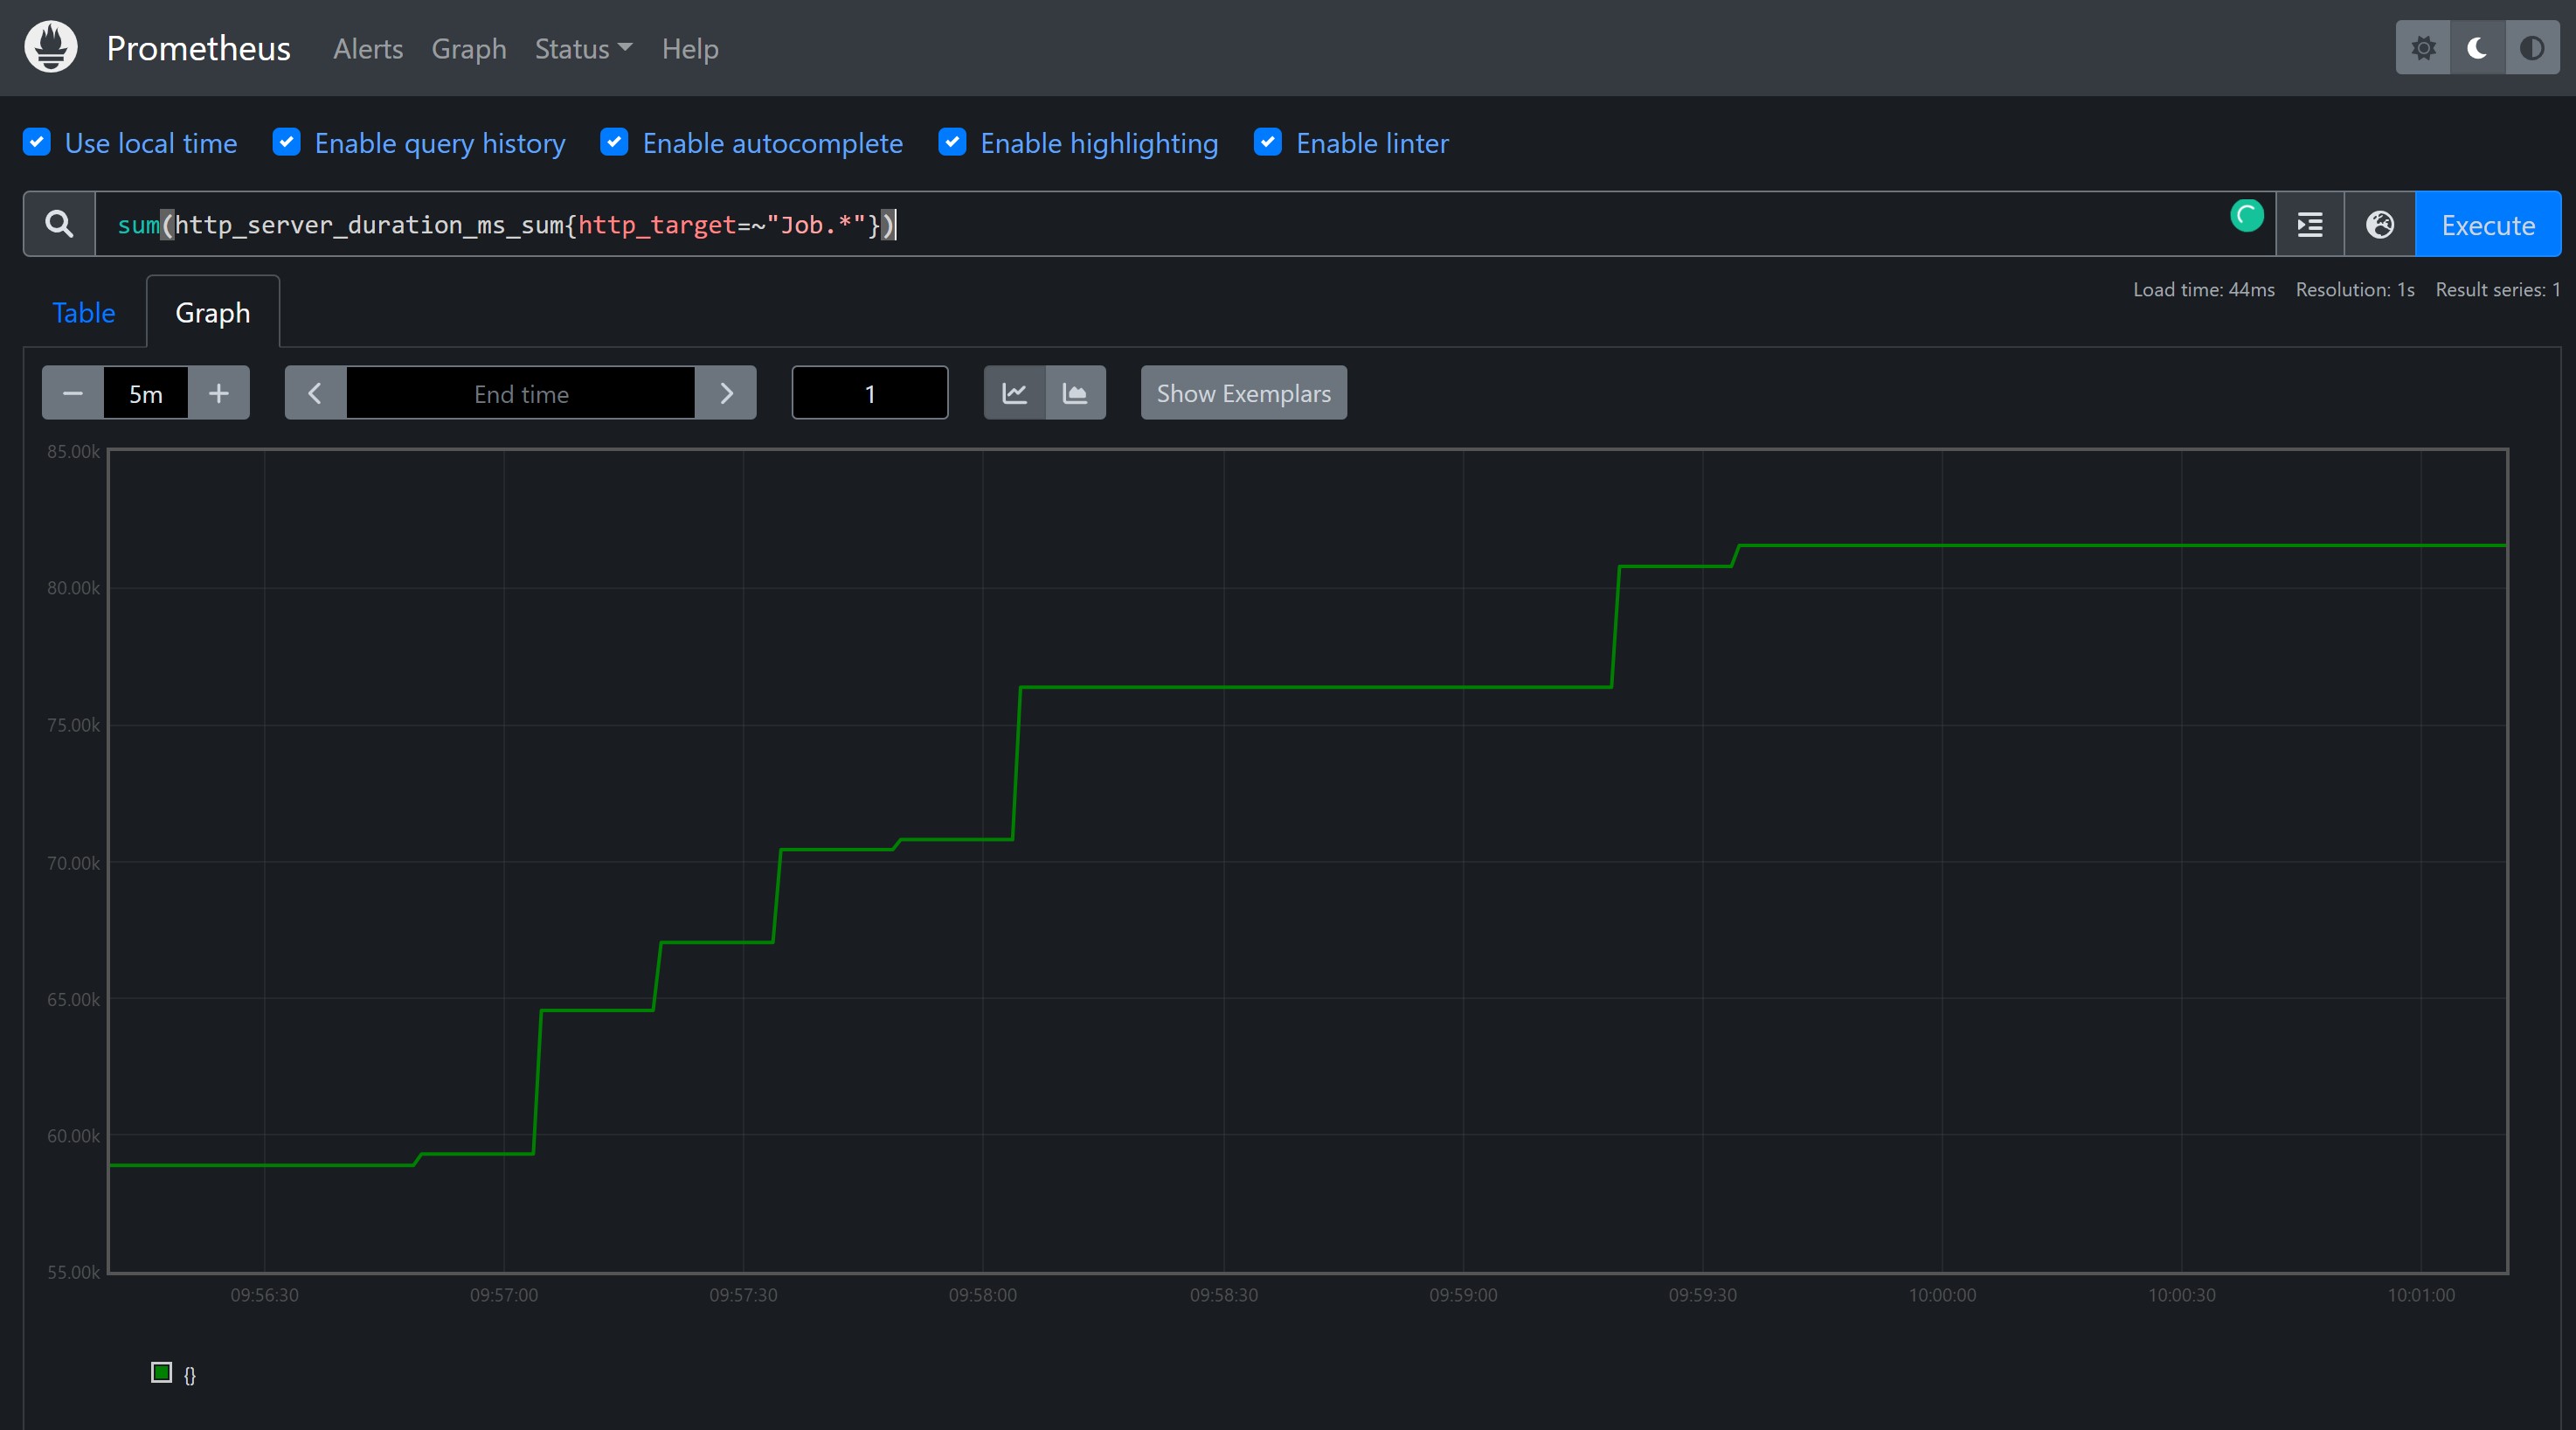 Prometheus Alerts Graph Status Help
Use local time Enable query history Enable autocomplete Enable highlighting Enable linter
sum(http_server_duration_ms_sum{http_target=~"Job.*"}) Execute
Load time: 44ms Resolution: 1s Result series: 1
Table Graph
5m End time 1 Show Exemplars
85.00k
80.00k
75.00k
70.00k
65.00k
60.00k
55.00k
09:56:30 09:57:00 09:57:30 09:58:00 09:58:30 09:59:00 09:59:30 10:00:00 10:00:30 10:01:00
{}